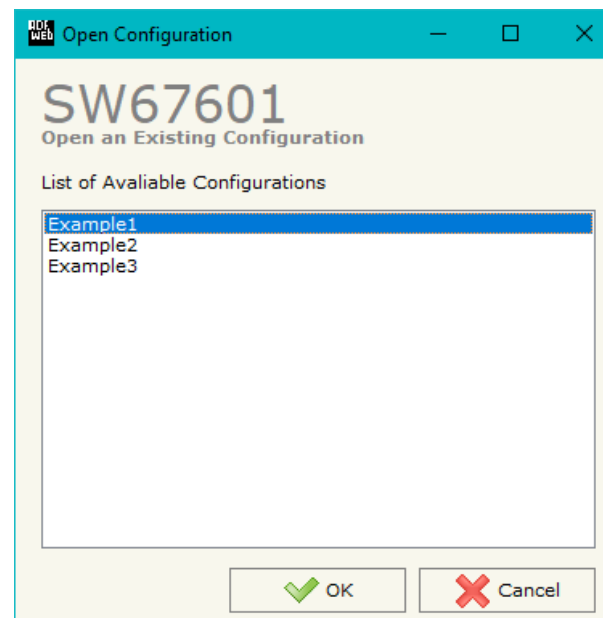 ADF
WEB
Open Configuration
SW67601
Open an Existing Configuration
List of Avaliable Configurations
Example1
Example2
Example3
OK
Cancel